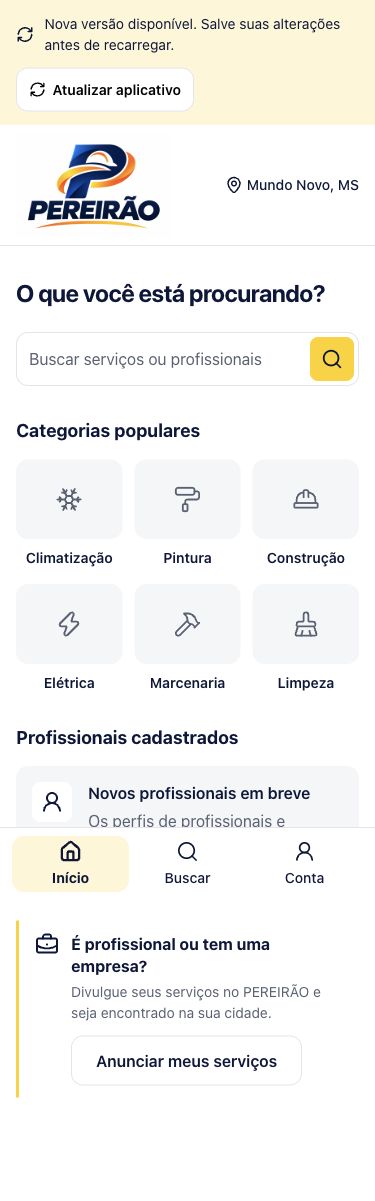 Nova versão disponível. Salve suas alterações
antes de recarregar.
Atualizar aplicativo
PEREIRÃO
Mundo Novo, MS
O que você está procurando?
Buscar serviços ou profissionais
Categorias populares
Climatização
Pintura
Construção
Elétrica
Marcenaria
Limpeza
Profissionais cadastrados
Novos profissionais em breve
Os perfis de profissionais e
Início
Buscar
Conta
É profissional ou tem uma
empresa?
Divulgue seus serviços no PEREIRÃO e
seja encontrado na sua cidade.
Anunciar meus serviços